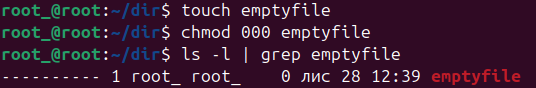 root_@root:~/dir$ touch emptyfile
root_@root:~/dir$ chmod 000 emptyfile
root_@root:~/dir$ ls -l | grep emptyfile
---------- 1 root_ root_    0 лис 28 12:39 emptyfile